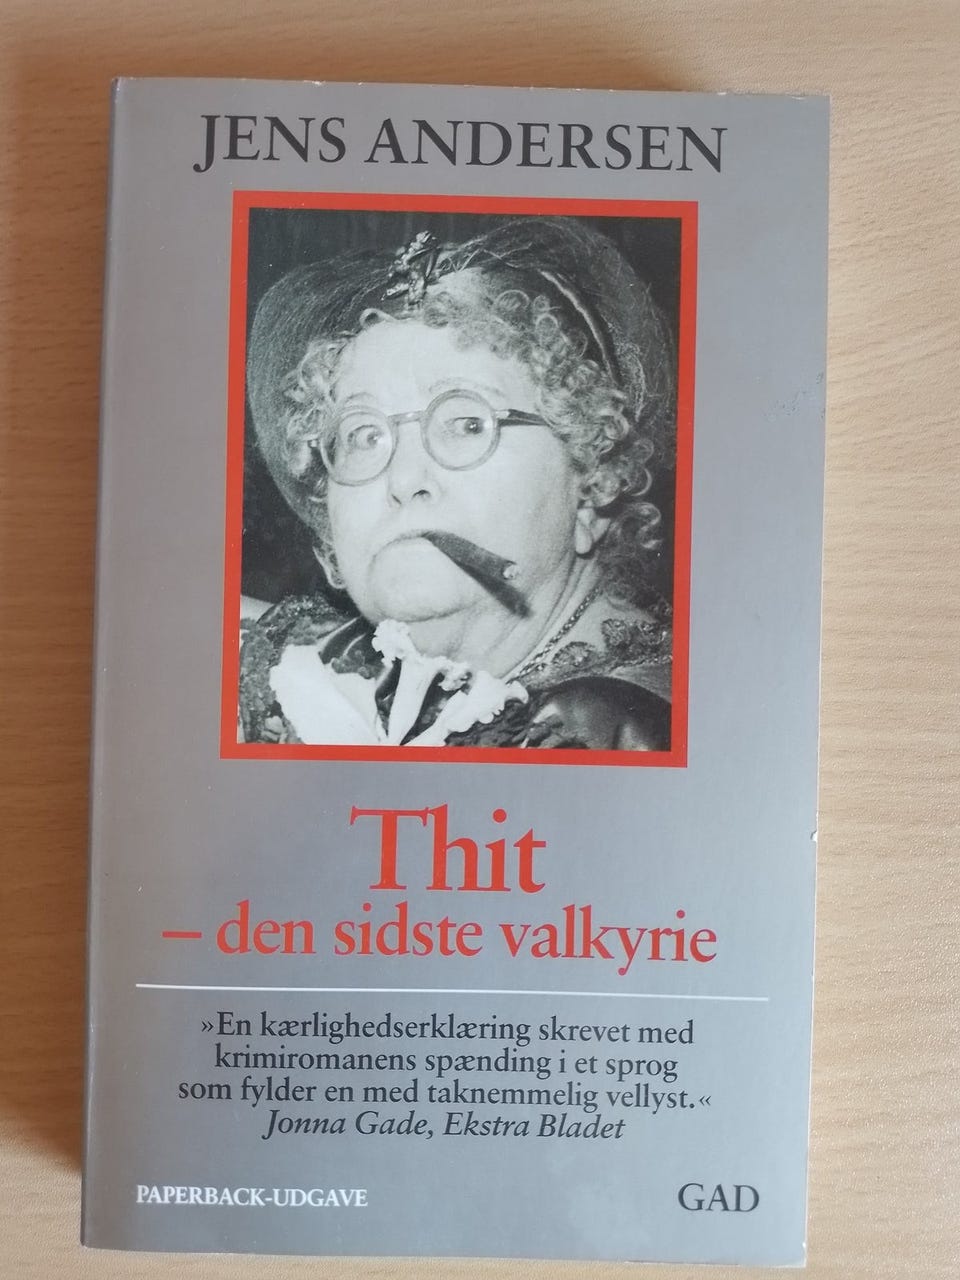 JENS ANDERSEN
Thit
– den sidste valkyrie
»En kærlighedserklæring skrevet med
krimiromanens spænding i et sprog
som fylder en med taknemmelig vellyst.«
Jonna Gade, Ekstra Bladet
PAPERBACK-UDGAVE
GAD